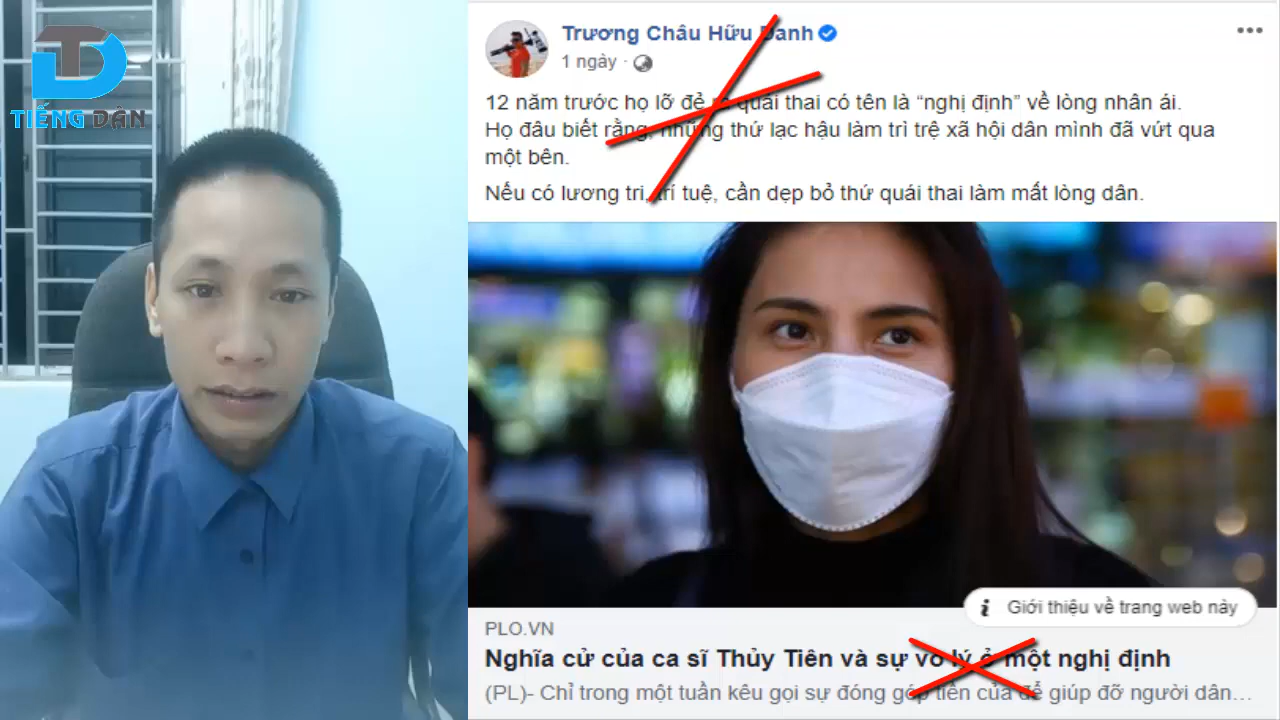 TD
TIẾNG DÂN
Trương Châu Hữu Danh
1 ngày ·
12 năm trước họ lỡ đẻ ra quái thai có tên là “nghị định” về lòng nhân ái.
Họ đâu biết rằng, những thứ lạc hậu làm trì trệ xã hội dân mình đã vứt qua
một bên.
Nếu có lương tri, trí tuệ, cần dẹp bỏ thứ quái thai làm mất lòng dân.
i Giới thiệu về trang web này
PLO.VN
Nghĩa cử của ca sĩ Thủy Tiên và sự vô lý ở một nghị định
(PL)- Chỉ trong một tuần kêu gọi sự đóng góp tiền của để giúp đỡ người dân...